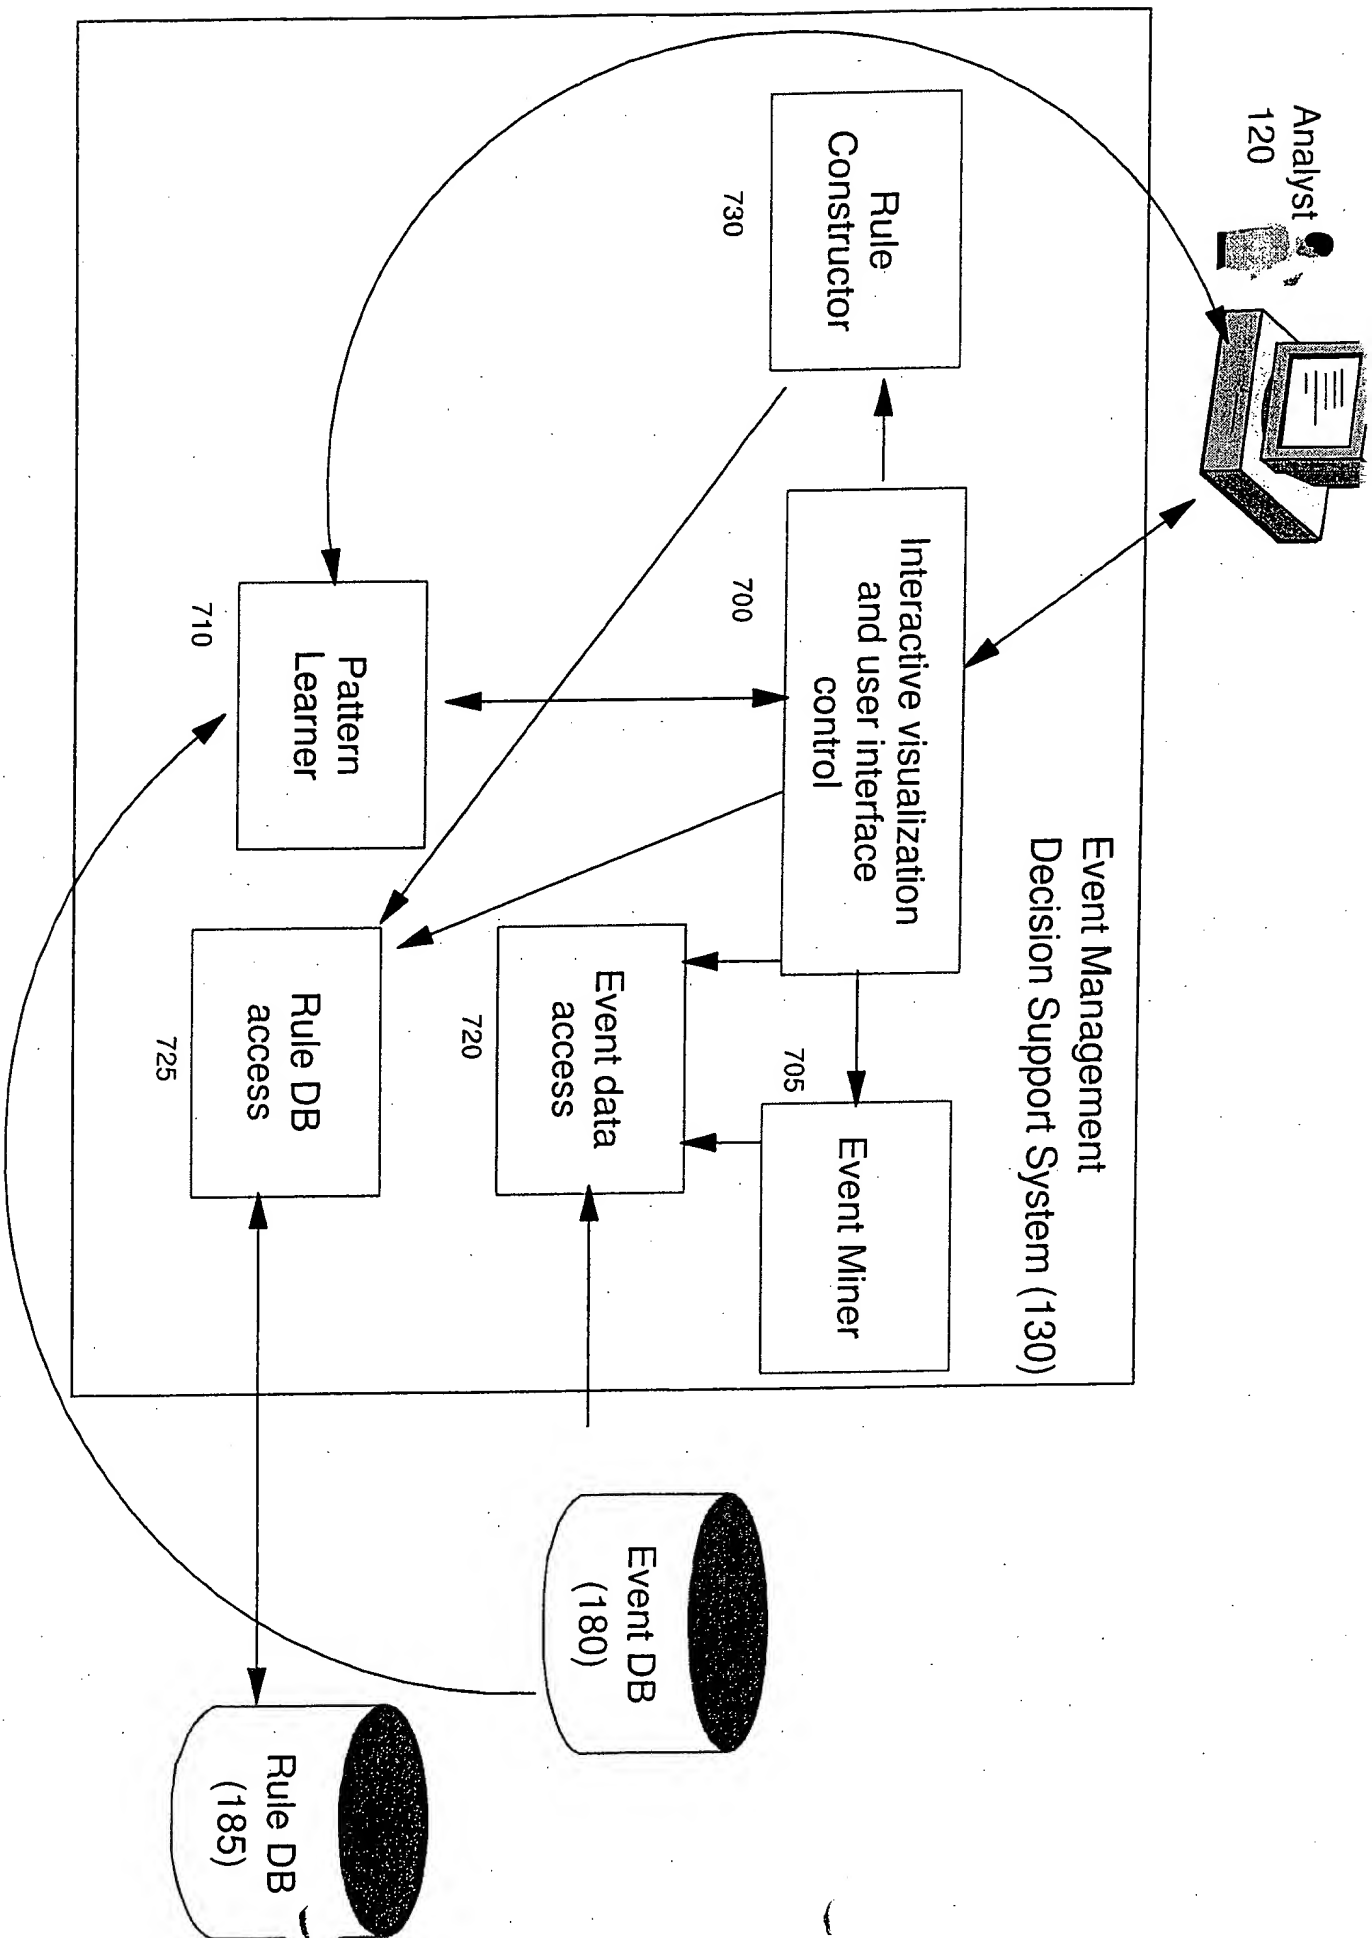 Analyst
120
Event Management
Decision Support System (130)
Rule
Constructor
730
Interactive visualization
and user interface
control
700
705
Event Miner
Event data
access
720
Pattern
Learner
710
Rule DB
access
725
Event DB
(180)
Rule DB
(185)